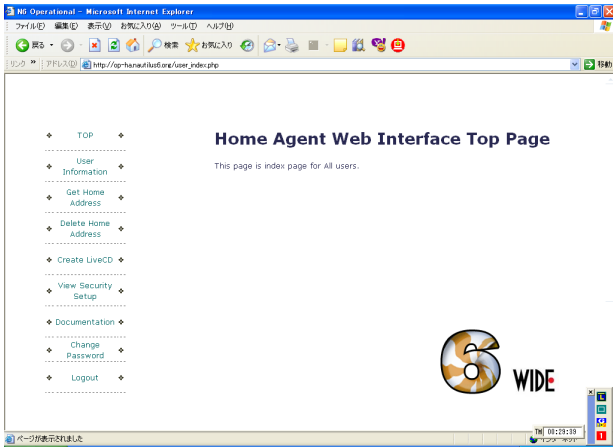 N6 Operational - Microsoft Internet Explorer
ファイル(F) 編集(E) 表示(V) お気に入り(A) ツール(T) ヘルプ(H)
戻る 検索 お気に入り
リンク » アドレス(D) http://op-ha.nautilus6.org/user_index.php 移動
TOP
User
Information
Get Home
Address
Delete Home
Address
Create LiveCD
View Security
Setup
Documentation
Change
Password
Logout
Home Agent Web Interface Top Page
This page is index page for All users.
6 WIDE
TM 00:29:39
ページが表示されました